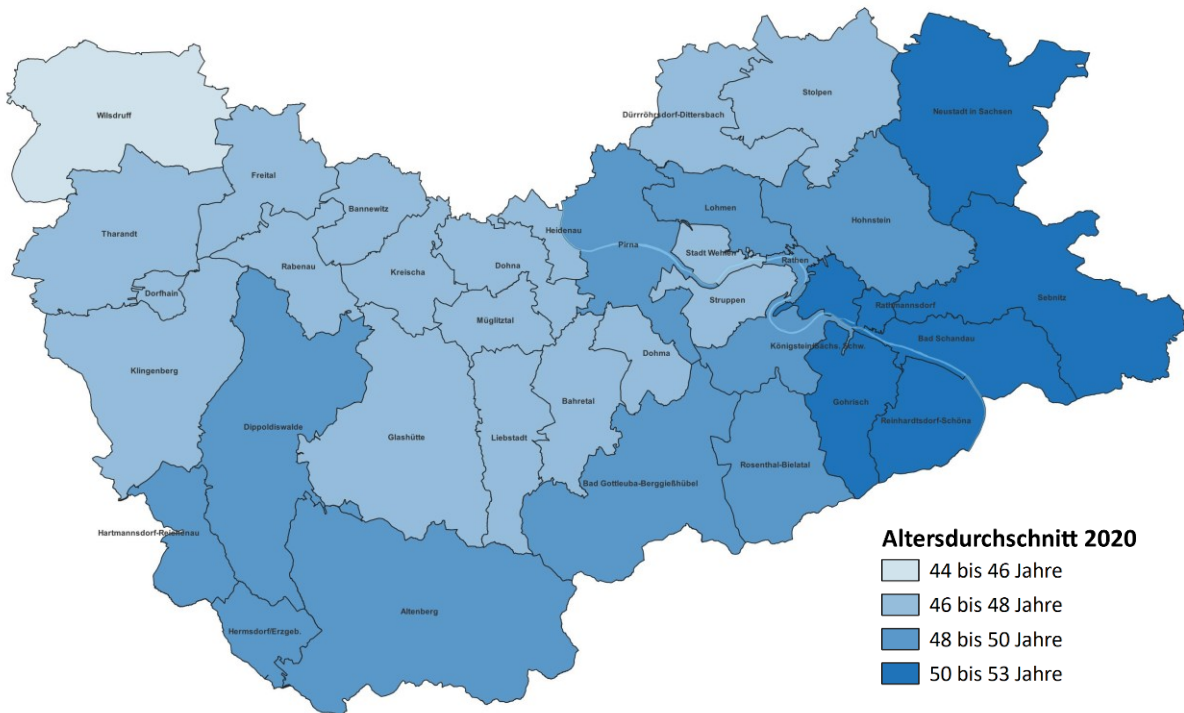 Stolpen
Wilsdruff
Dürrröhrsdorf-Dittersbach
Neustadt in Sachsen
Freital
Bannewitz
Lohmen
Hohnstein
Tharandt
Heidenau
Pirna
Stadt Wehlen
Rathen
Rabenau
Kreischa
Dohna
Dorfhain
Struppen
Rathmannsdorf
Sebnitz
Müglitztal
Bad Schandau
Königstein/Sächs. Schw.
Dohma
Klingenberg
Bahretal
Gohrisch
Reinhardtsdorf-Schöna
Dippoldiswalde
Glashütte
Liebstadt
Rosenthal-Bielatal
Bad Gottleuba-Berggießhübel
Hartmannsdorf-Reichenau
Altenberg
Hermsdorf/Erzgeb.
Altersdurchschnitt 2020
44 bis 46 Jahre
46 bis 48 Jahre
48 bis 50 Jahre
50 bis 53 Jahre